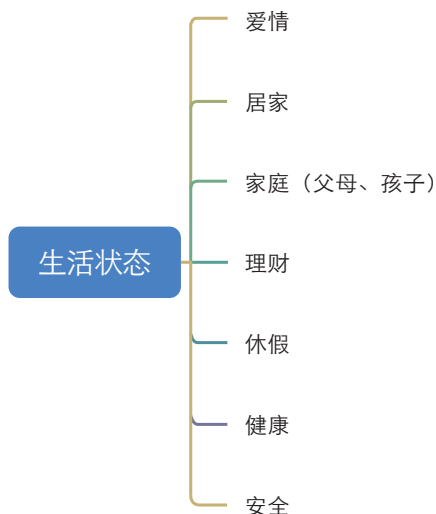 爱情
居家
家庭（父母、孩子）
生活状态
理财
休假
健康
安全